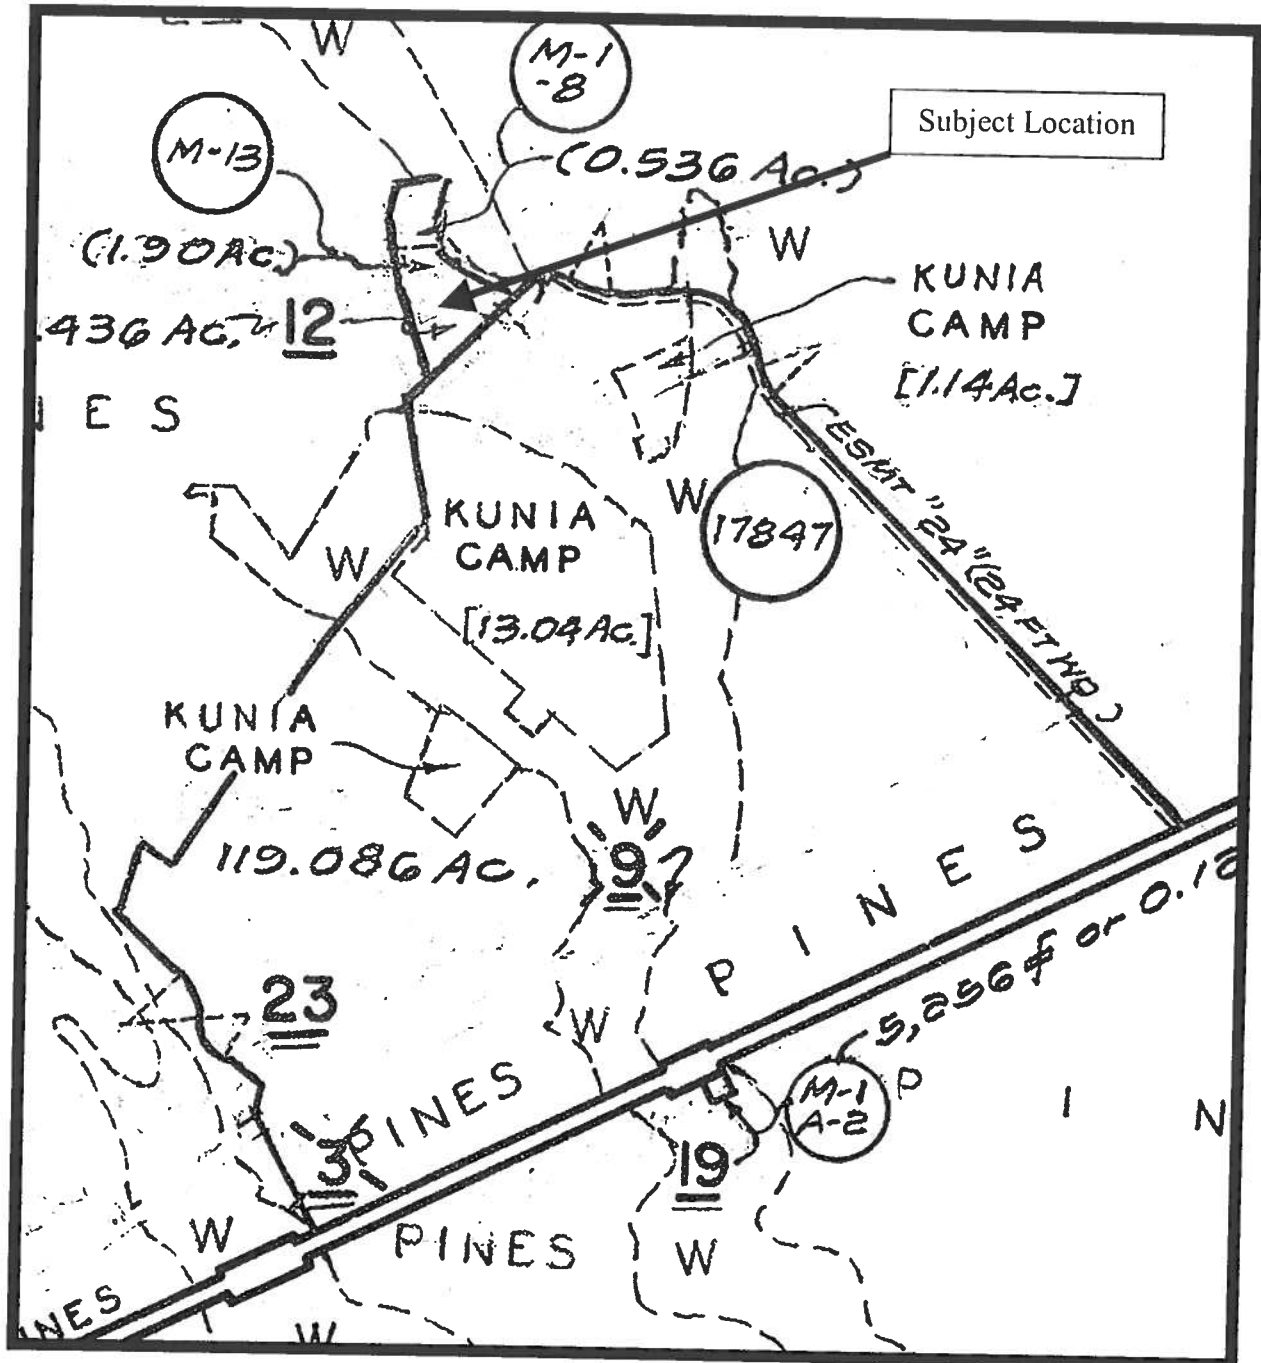 W
M-1
-8
Subject Location
M-13
(0.536 Ac.)
(1.90Ac)
W
KUNIA
CAMP
[1.14Ac.]
.436 Ac.
12
E S
ESMT "24" (24 FT WD)
KUNIA
CAMP
[13.04Ac.]
W
17847
W
KUNIA
CAMP
W
119.086 AC.
9
PINES
5,256 or 0.12
23
W
PINES
M-1
A-2
P I N
3
19
W
PINES
W
INES
W